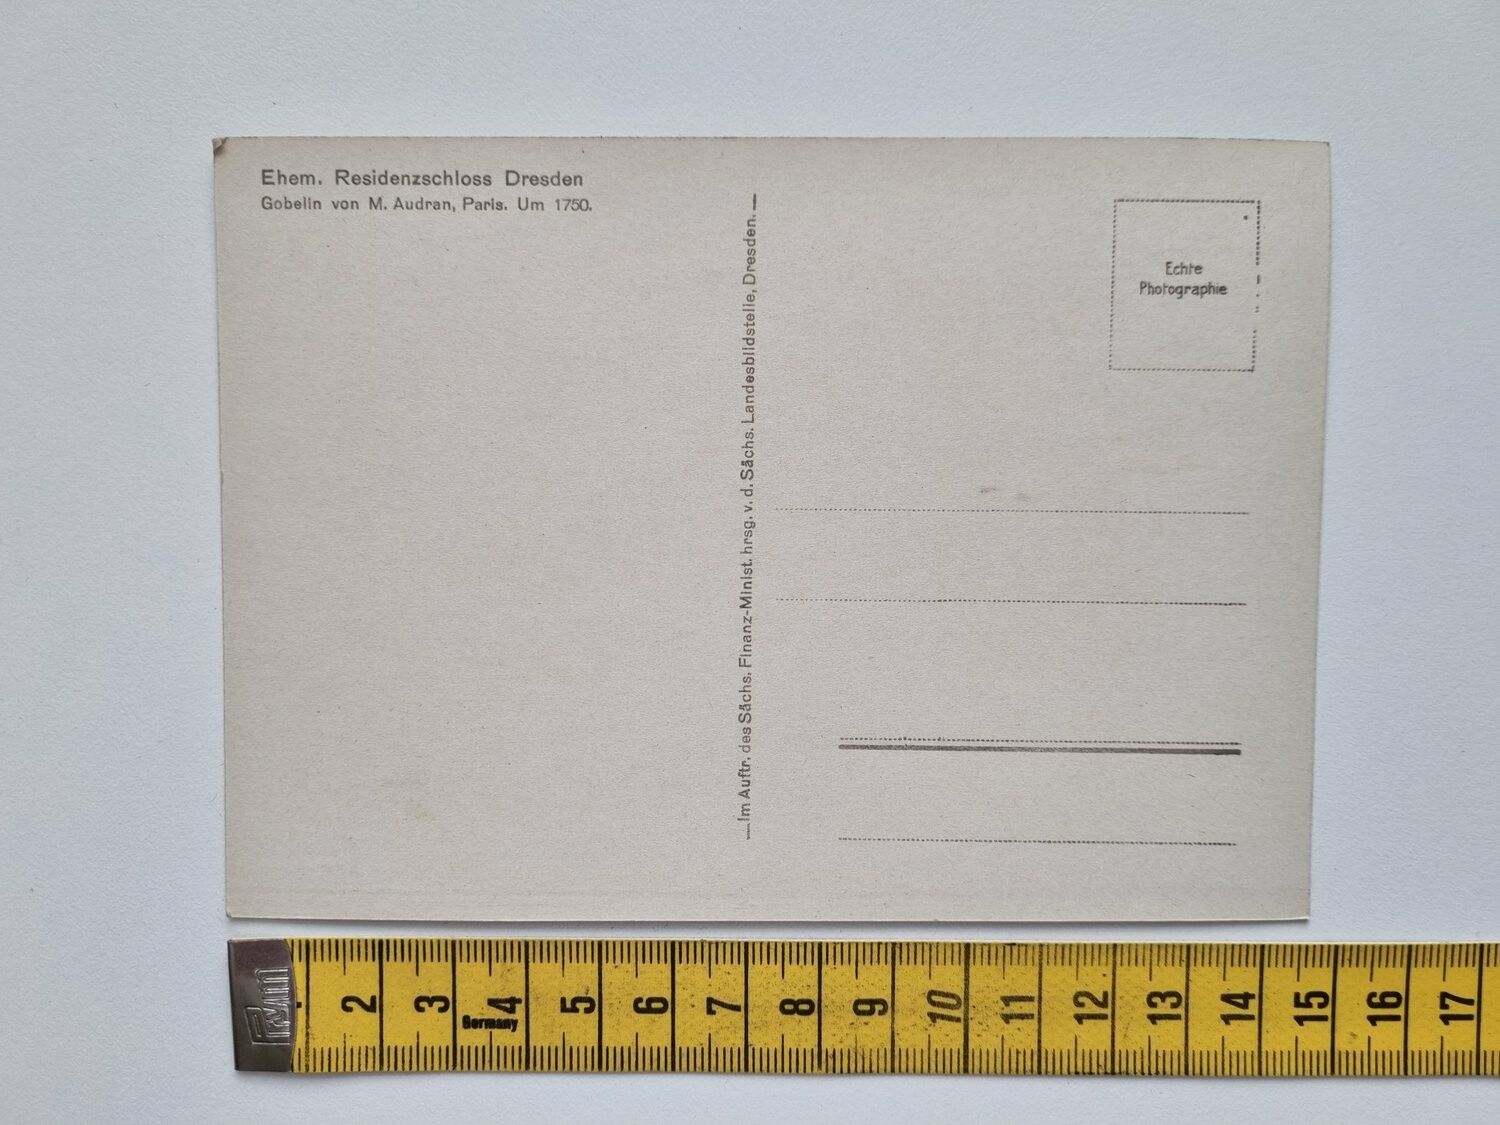 Ehem. Residenzschloss Dresden
Gobelin von M. Audran, Paris. Um 1750.
Im Auftr. des Sächs. Finanz-Minist. hrsg. v. d. Sächs. Landesbildstelle, Dresden.
Echte
Photographie
Prym
1 2 3 4 5 6 7 8 9 10 11 12 13 14 15 16 17
Germany